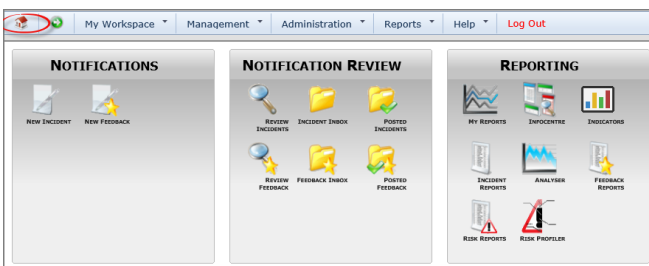 My Workspace Management Administration Reports Help Log Out
NOTIFICATIONS
NEW INCIDENT NEW FEEDBACK
NOTIFICATION REVIEW
REVIEW INCIDENTS INCIDENT INBOX POSTED INCIDENTS
REVIEW FEEDBACK FEEDBACK INBOX POSTED FEEDBACK
REPORTING
MY REPORTS INFOCENTRE INDICATORS
INCIDENT REPORTS ANALYSER FEEDBACK REPORTS
RISK REPORTS RISK PROFILER